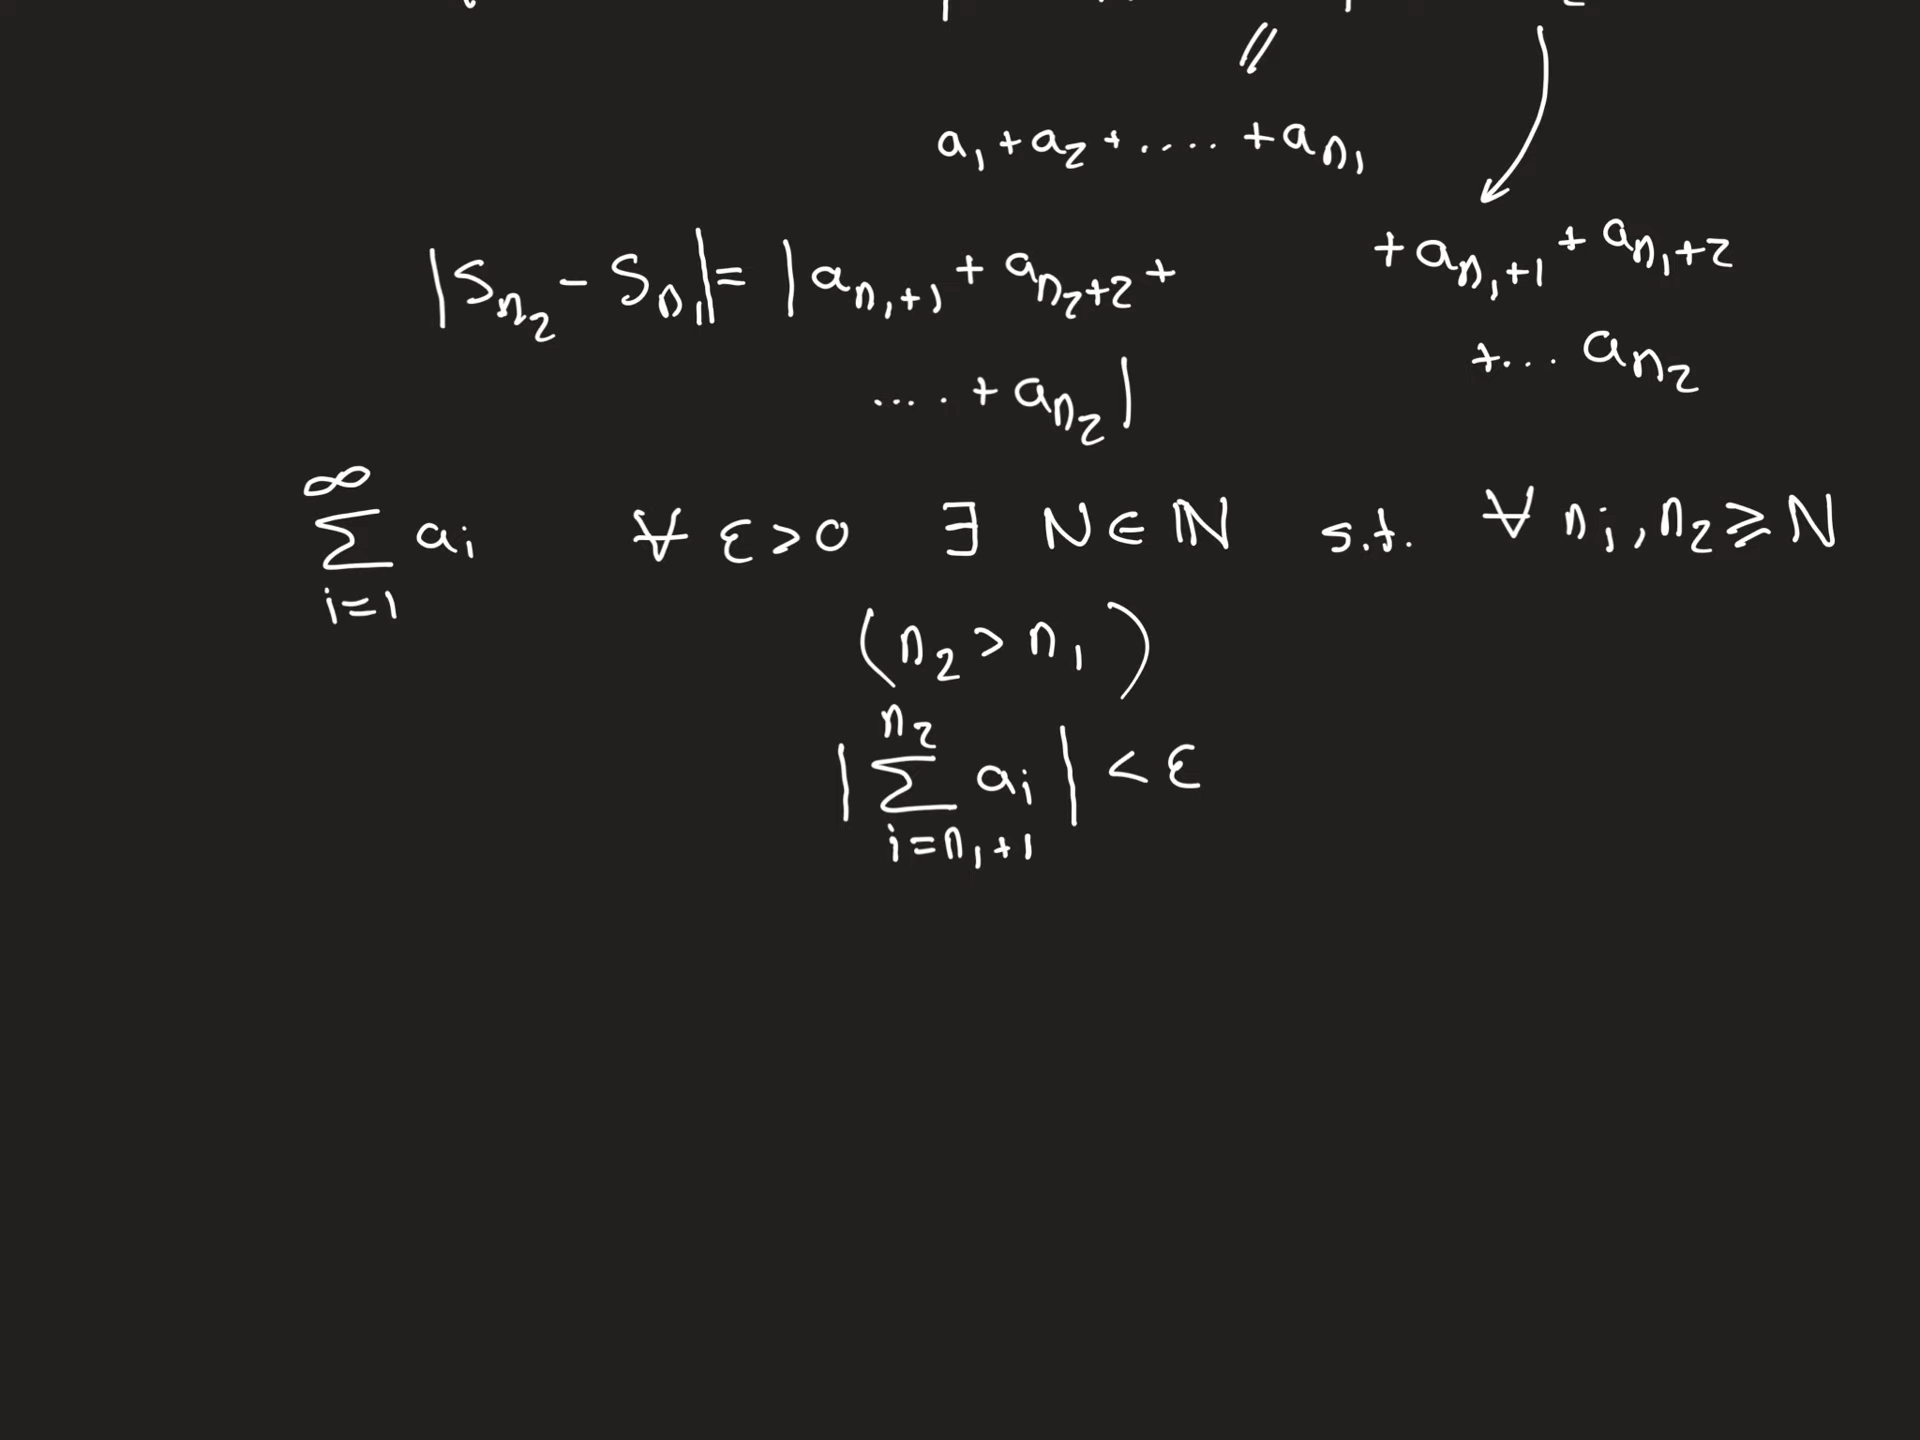 a₁ + a₂ + .... + aₙ₁
+ aₙ₁₊₁ + aₙ₁₊₂
|Sₙ₂ - Sₙ₁| = |aₙ₁₊₁ + aₙ₂₊₂ +
+... aₙ₂
.... + aₙ₂|
∞
∑ aᵢ ∀ ε > 0 ∃ N ∈ ℕ s.t. ∀ n₁, n₂ ≥ N
i=1
(n₂ > n₁)
n₂
|∑ aᵢ| < ε
i=n₁+1